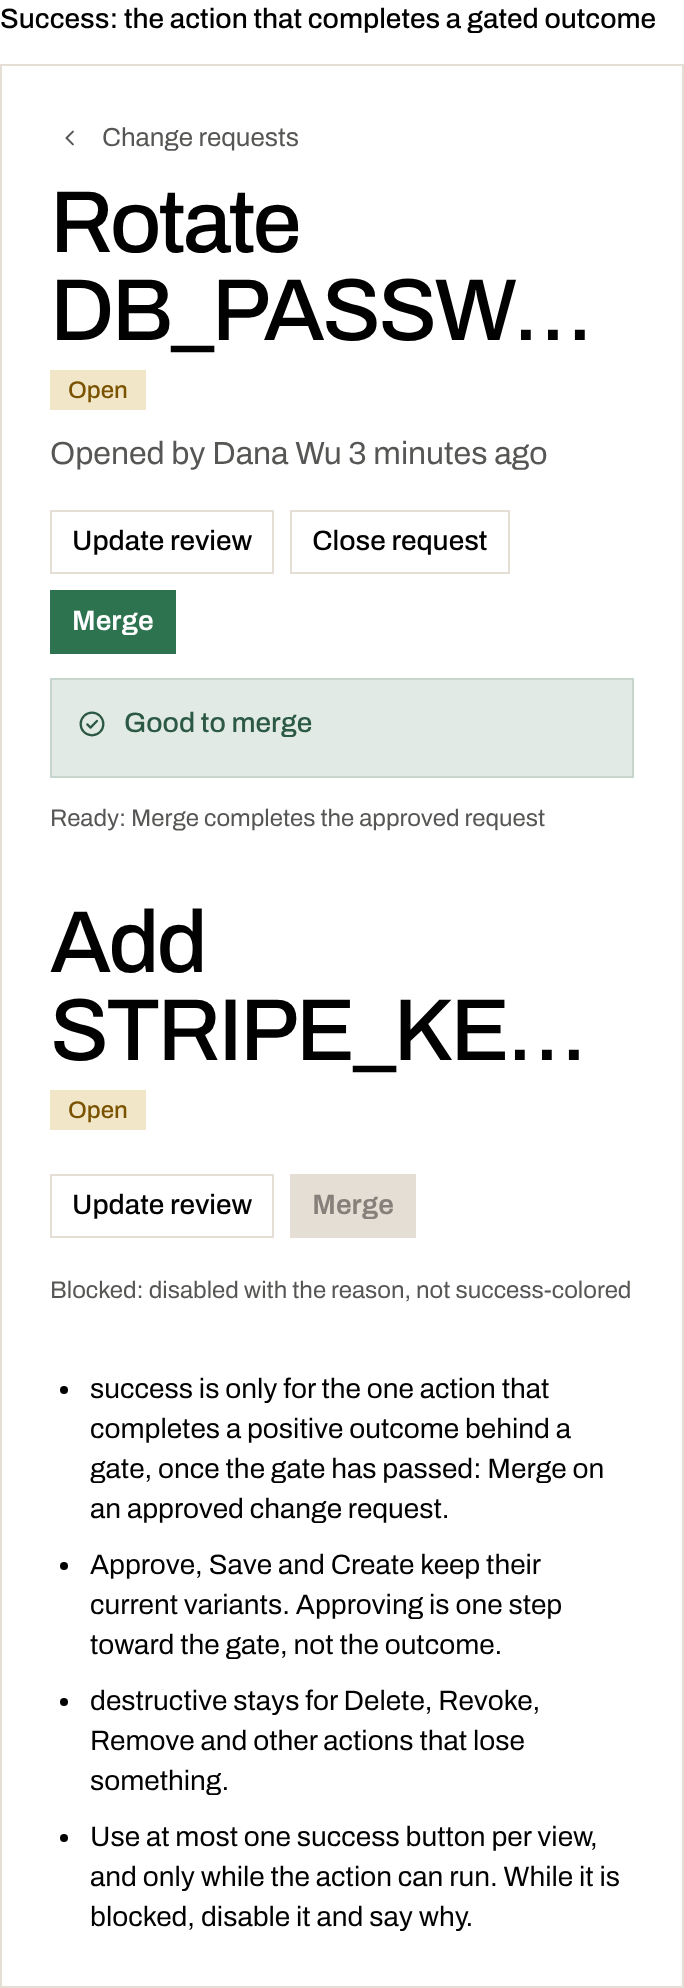 Success: the action that completes a gated outcome
Change requests
Rotate
DB_PASSW...
Open
Opened by Dana Wu 3 minutes ago
Update review
Close request
Merge
Good to merge
Ready: Merge completes the approved request
Add
STRIPE_KE...
Open
Update review
Merge
Blocked: disabled with the reason, not success-colored
• success is only for the one action that
completes a positive outcome behind a
gate, once the gate has passed: Merge on
an approved change request.
• Approve, Save and Create keep their
current variants. Approving is one step
toward the gate, not the outcome.
• destructive stays for Delete, Revoke,
Remove and other actions that lose
something.
• Use at most one success button per view,
and only while the action can run. While it is
blocked, disable it and say why.